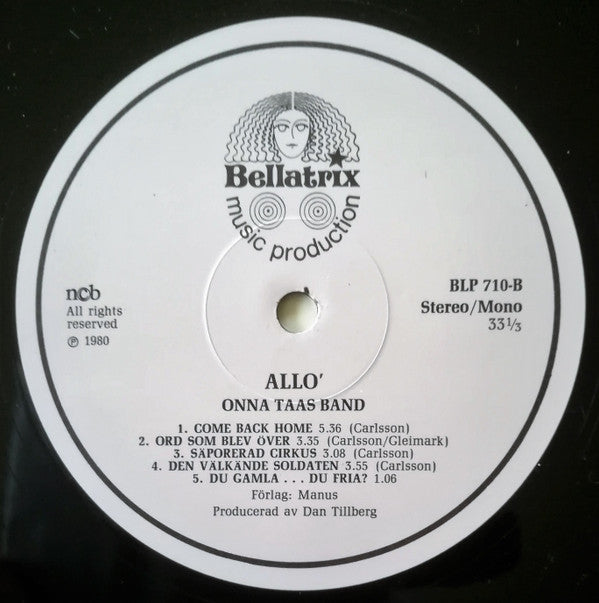 Bellatrix
music production
ncb
All rights
reserved
℗ 1980
BLP 710-B
Stereo/Mono
33⅓
ALLO'
ONNA TAAS BAND
1. COME BACK HOME 5.36 (Carlsson)
2. ORD SOM BLEV ÖVER 3.35 (Carlsson/Gleimark)
3. SÄPORERAD CIRKUS 3.08 (Carlsson)
4. DEN VÄLKÄNDE SOLDATEN 3.55 (Carlsson)
5. DU GAMLA . . . DU FRIA? 1.06
Förlag: Manus
Producerad av Dan Tillberg